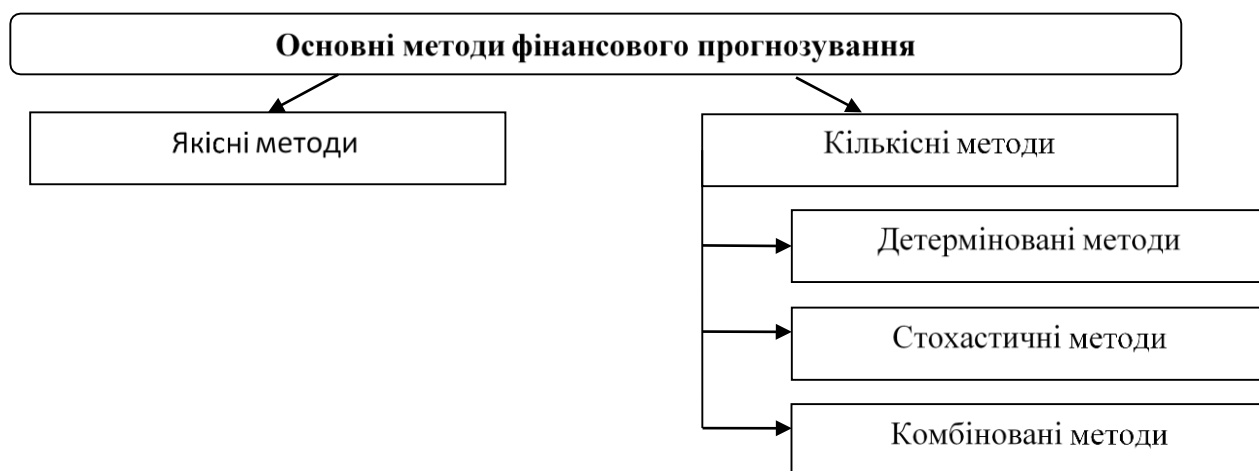 Основні методи фінансового прогнозування
Якісні методи
Кількісні методи
Детерміновані методи
Стохастичні методи
Комбіновані методи